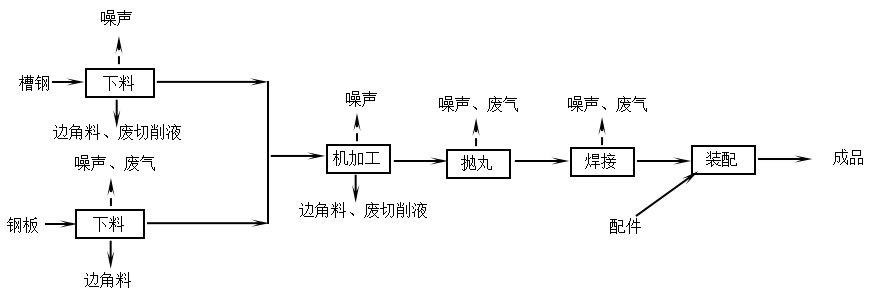 噪声
槽钢
下料
边角料、废切削液
噪声、废气
钢板
下料
边角料
噪声
机加工
边角料、废切削液
噪声、废气
抛丸
噪声、废气
焊接
装配
配件
成品